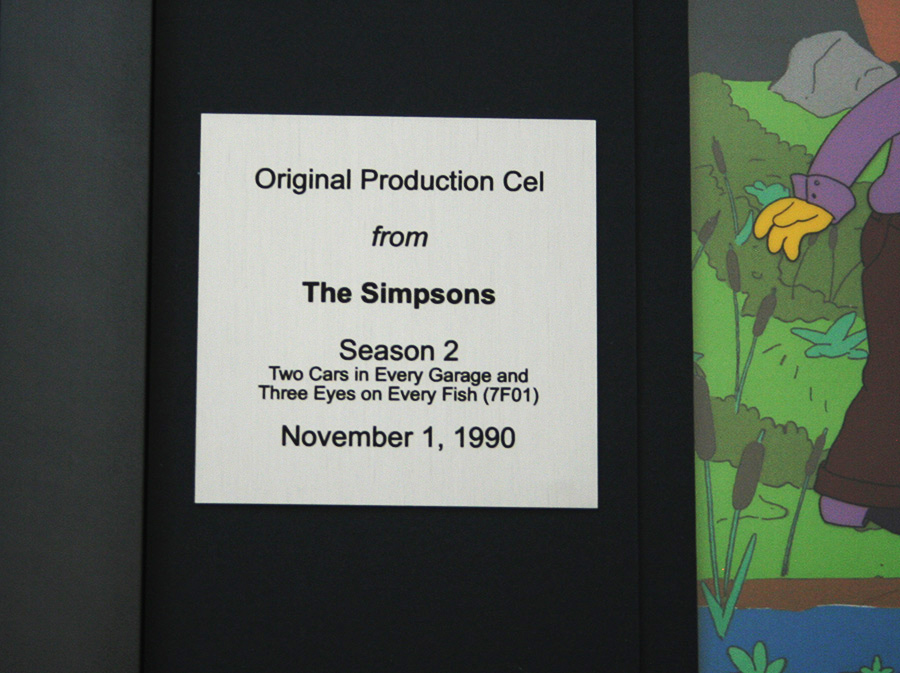 Original Production Cel
from
The Simpsons
Season 2
Two Cars in Every Garage and
Three Eyes on Every Fish (7F01)
November 1, 1990